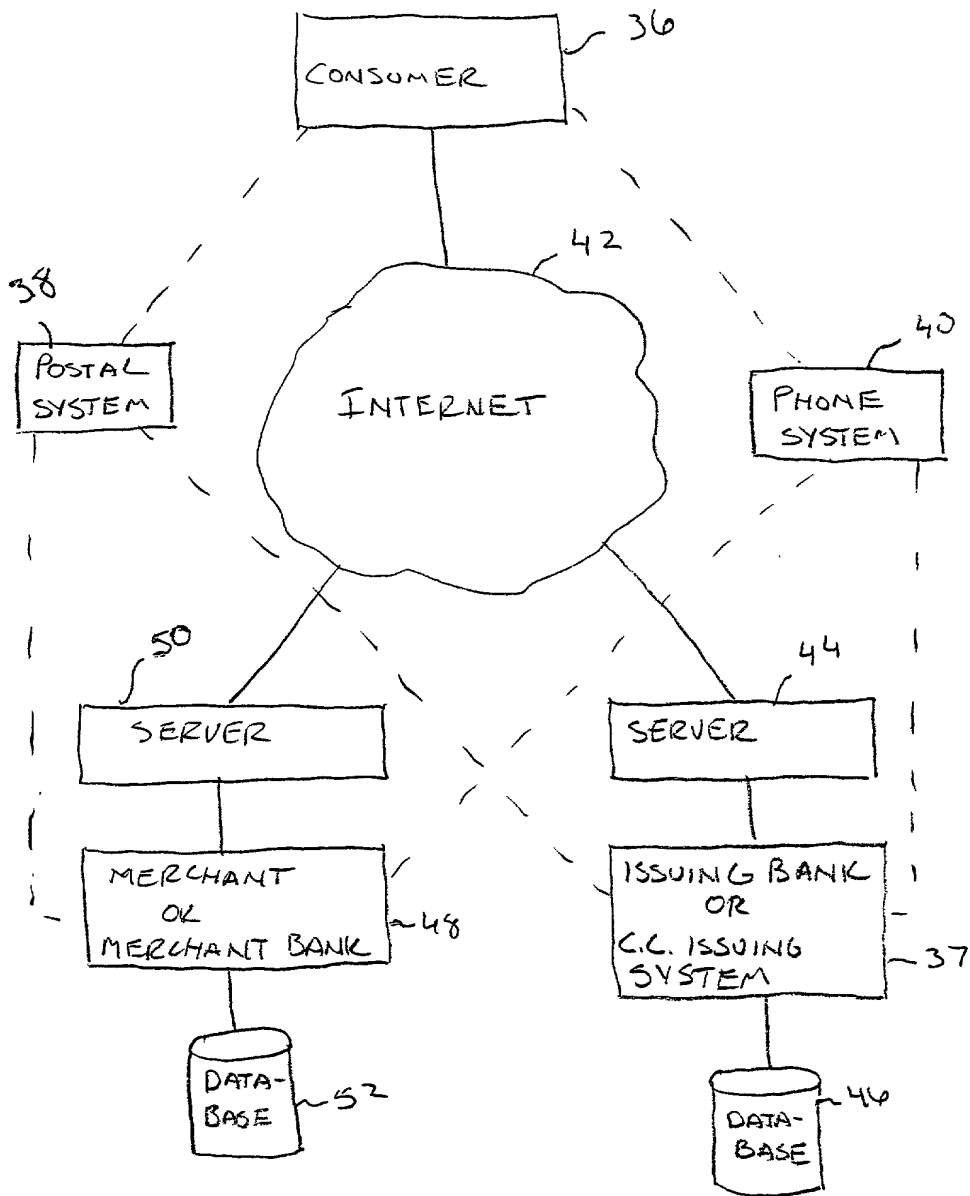 36
CONSUMER
42
38
POSTAL
SYSTEM
INTERNET
40
PHONE
SYSTEM
50
SERVER
44
SERVER
MERCHANT
OR
MERCHANT BANK
48
ISSUING BANK
OR
C.C. ISSUING
SYSTEM
37
DATA-
BASE
52
46
DATA-
BASE